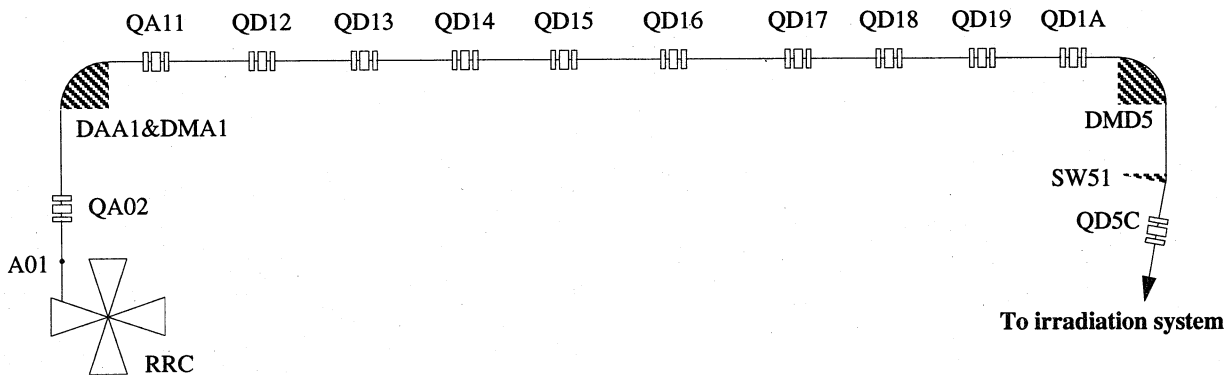 QA11 QD12 QD13 QD14 QD15 QD16 QD17 QD18 QD19 QD1A
DAA1&DMA1
DMD5
SW51
QA02
QD5C
A01
To irradiation system
RRC